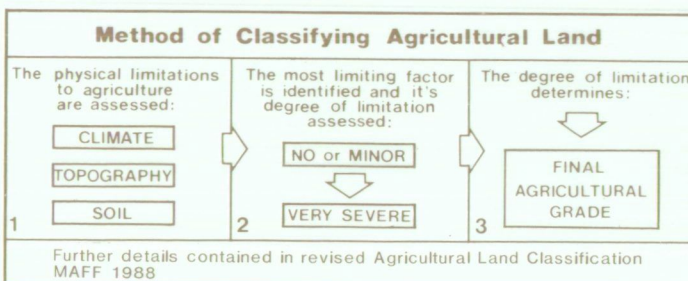 Method of Classifying Agricultural Land
The physical limitations
to agriculture
are assessed:
CLIMATE
TOPOGRAPHY
SOIL
1
The most limiting factor
is identified and it's
degree of limitation
assessed:
NO or MINOR
VERY SEVERE
2
The degree of limitation
determines:
FINAL
AGRICULTURAL
GRADE
3
Further details contained in revised Agricultural Land Classification
MAFF 1988